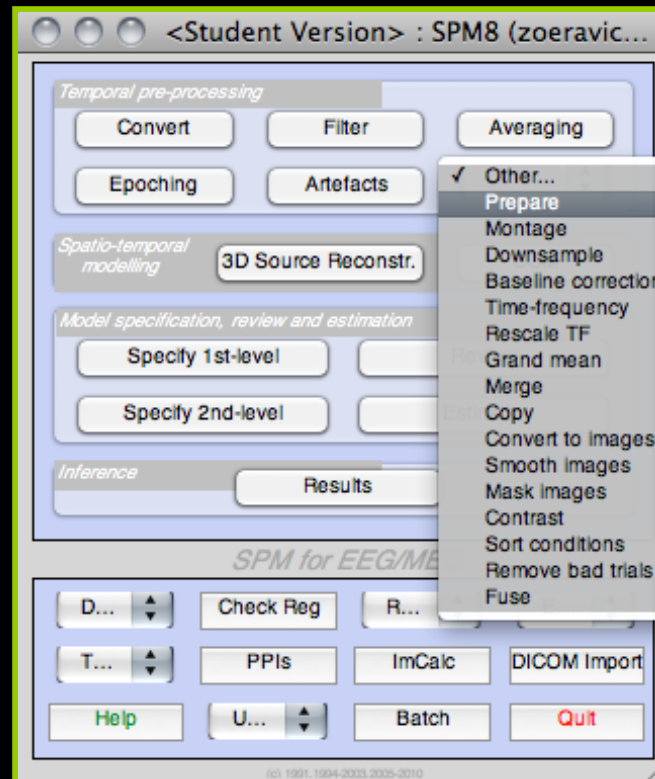 <Student Version> : SPM8 (zoeravic...
Temporal pre-processing
Convert
Filter
Averaging
Epoching
Artefacts
✓ Other...
Prepare
Montage
Downsample
Baseline correction
Time-frequency
Rescale TF
Grand mean
Merge
Copy
Convert to images
Smooth images
Mask images
Contrast
Sort conditions
Remove bad trials
Fuse
Spatio-temporal
modelling
3D Source Reconstr.
Model specification, review and estimation
Specify 1st-level
Specify 2nd-level
Inference
Results
SPM for EEG/ME
D...
Check Reg
R...
T...
PPIs
ImCalc
DICOM Import
Help
U...
Batch
Quit
(c) 1991,1994-2003,2005-2010